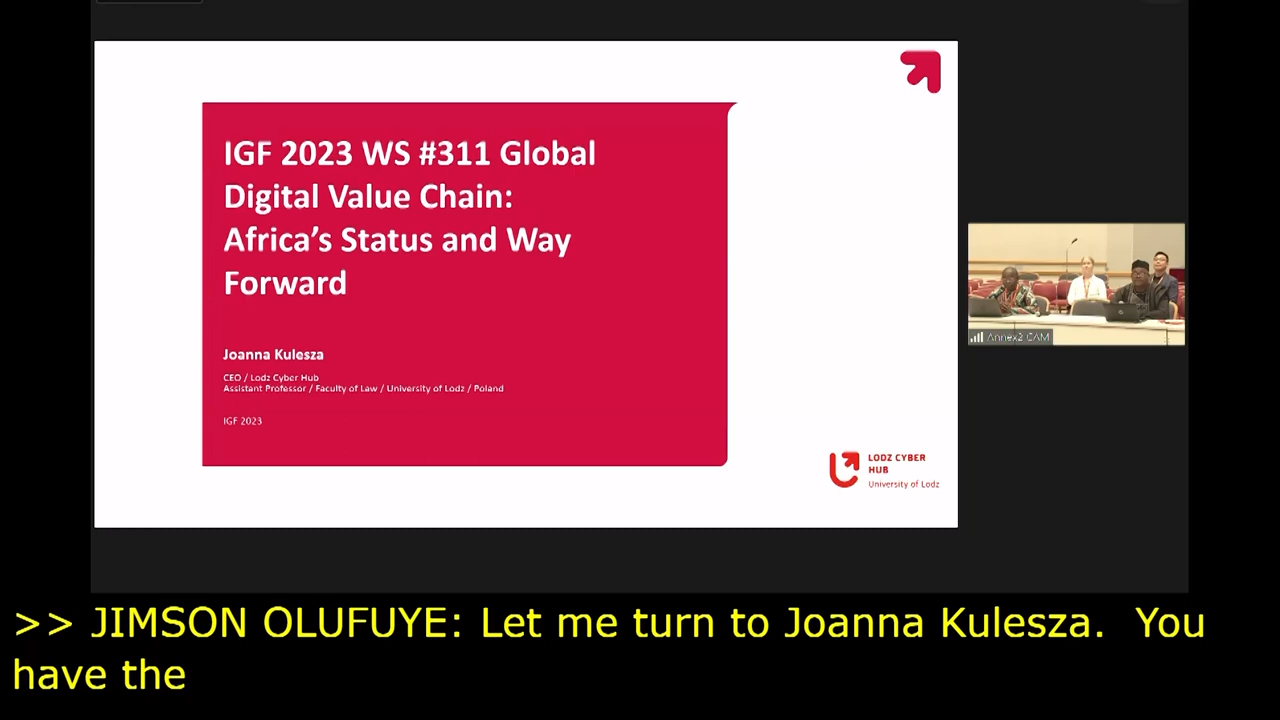 IGF 2023 WS #311 Global
Digital Value Chain:
Africa's Status and Way
Forward
Joanna Kulesza
CEO / Lodz Cyber Hub
Assistant Professor / Faculty of Law / University of Lodz / Poland
IGF 2023
LODZ CYBER
HUB
University of Lodz
Annex2 CAM
>> JIMSON OLUFUYE: Let me turn to Joanna Kulesza.  You
have the